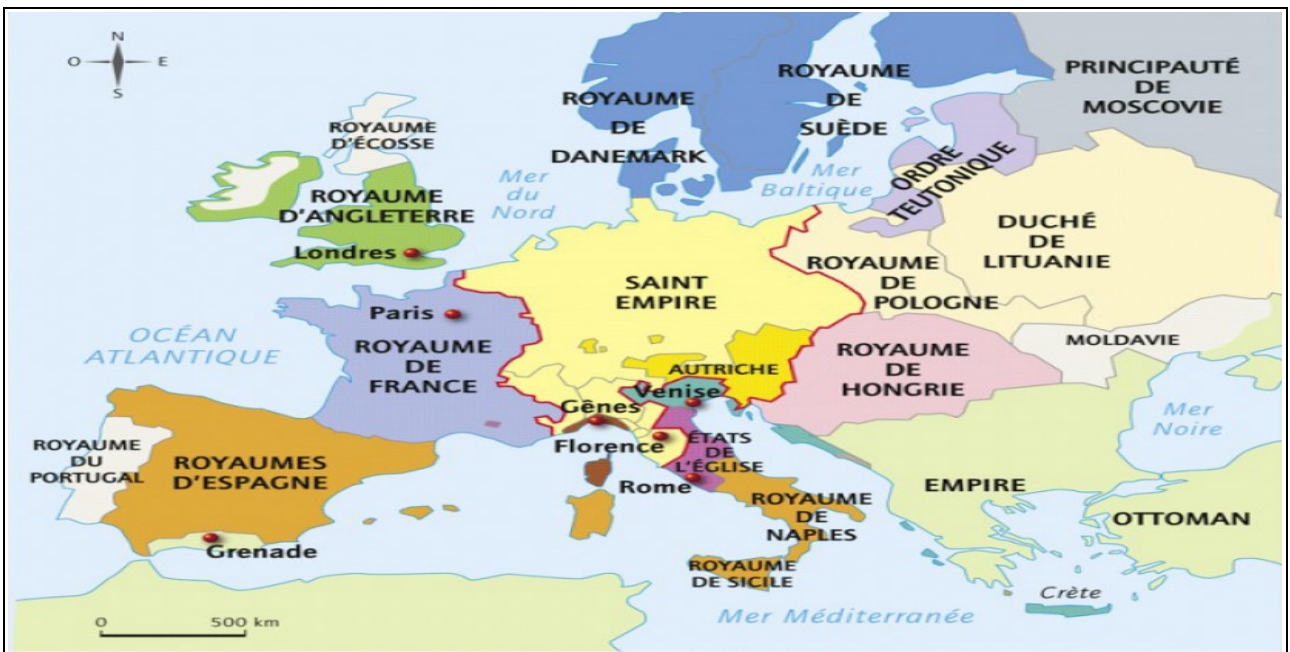 N
O
E
S
ROYAUME
D'ÉCOSSE
ROYAUME
D'ANGLETERRE
Londres
Mer
du
Nord
ROYAUME
DE
DANEMARK
ROYAUME
DE
SUÈDE
Mer
Baltique
ORDRE
TEUTONIQUE
PRINCIPAUTÉ
DE
MOSCOVIE
DUCHÉ
DE
LITUANIE
ROYAUME
DE
POLOGNE
SAINT
EMPIRE
Paris
ROYAUME
DE
FRANCE
OCÉAN
ATLANTIQUE
AUTRICHE
ROYAUME
DE
HONGRIE
MOLDAVIE
Mer
Noire
Venise
Gênes
Florence
ÉTATS
DE
L'ÉGLISE
Rome
ROYAUME
DU
PORTUGAL
ROYAUMES
D'ESPAGNE
Grenade
ROYAUME
DE
NAPLES
ROYAUME
DE SICILE
EMPIRE
OTTOMAN
Crète
Mer Méditerranée
0
500 km